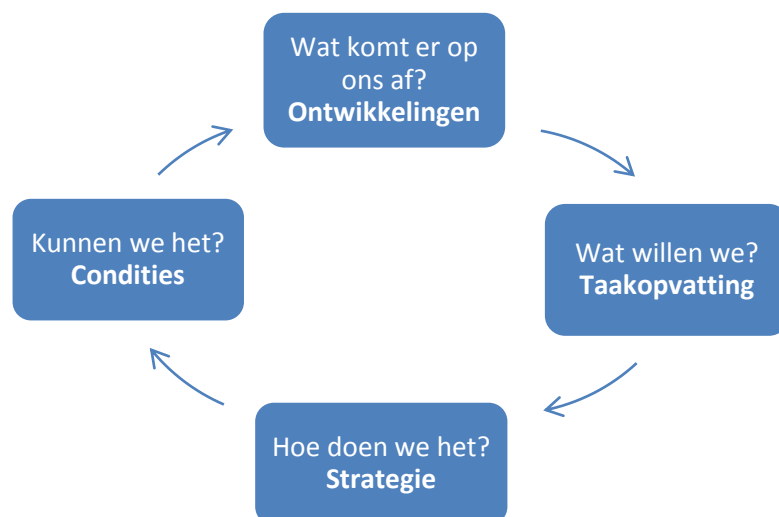 Wat komt er op
ons af?
Ontwikkelingen
Wat willen we?
Taakopvatting
Hoe doen we het?
Strategie
Kunnen we het?
Condities